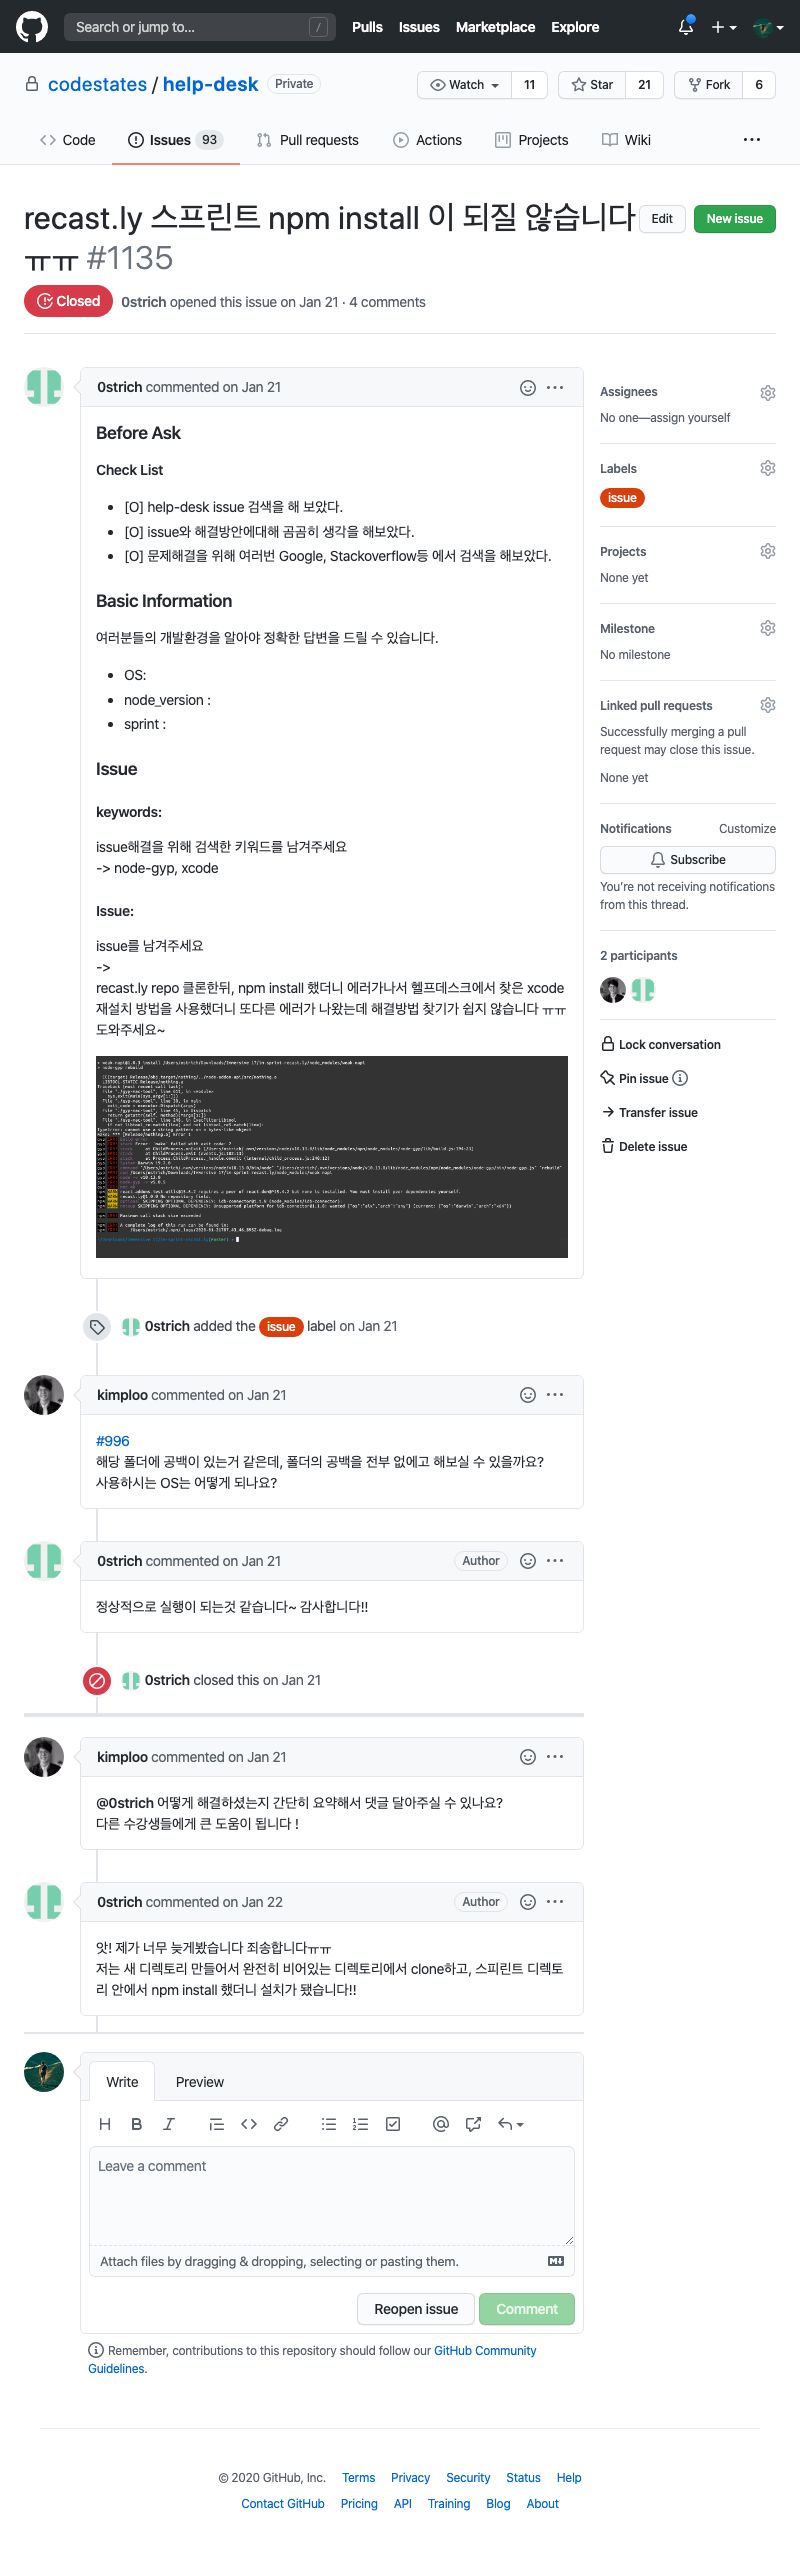 Search or jump to... /
Pulls Issues Marketplace Explore
codestates / help-desk Private
Watch 11 Star 21 Fork 6
Code Issues 93 Pull requests Actions Projects Wiki
recast.ly 스프린트 npm install 이 되질 않습니다
ㅠㅠ #1135
Edit New issue
Closed 0strich opened this issue on Jan 21 · 4 comments
0strich commented on Jan 21
Before Ask
Check List
[O] help-desk issue 검색을 해 보았다.
[O] issue와 해결방안에대해 곰곰히 생각을 해보았다.
[O] 문제해결을 위해 여러번 Google, Stackoverflow등 에서 검색을 해보았다.
Basic Information
여러분들의 개발환경을 알아야 정확한 답변을 드릴 수 있습니다.
OS:
node_version :
sprint :
Issue
keywords:
issue해결을 위해 검색한 키워드를 남겨주세요
-> node-gyp, xcode
Issue:
issue를 남겨주세요
->
recast.ly repo 클론한뒤, npm install 했더니 에러가나서 헬프데스크에서 찾은 xcode
재설치 방법을 사용했더니 또다른 에러가 나왔는데 해결방법 찾기가 쉽지 않습니다 ㅠㅠ
도와주세요~
0strich added the issue label on Jan 21
kimploo commented on Jan 21
#996
해당 폴더에 공백이 있는거 같은데, 폴더의 공백을 전부 없에고 해보실 수 있을까요?
사용하시는 OS는 어떻게 되나요?
0strich commented on Jan 21 Author
정상적으로 실행이 되는것 같습니다~ 감사합니다!!
0strich closed this on Jan 21
kimploo commented on Jan 21
@0strich 어떻게 해결하셨는지 간단히 요약해서 댓글 달아주실 수 있나요?
다른 수강생들에게 큰 도움이 됩니다 !
0strich commented on Jan 22 Author
앗! 제가 너무 늦게봤습니다 죄송합니다ㅠㅠ
저는 새 디렉토리 만들어서 완전히 비어있는 디렉토리에서 clone하고, 스피린트 디렉토
리 안에서 npm install 했더니 설치가 됐습니다!!
Write Preview
Leave a comment
Attach files by dragging & dropping, selecting or pasting them.
Reopen issue Comment
Remember, contributions to this repository should follow our GitHub Community
Guidelines.
Assignees
No one—assign yourself
Labels
issue
Projects
None yet
Milestone
No milestone
Linked pull requests
Successfully merging a pull
request may close this issue.
None yet
Notifications Customize
Subscribe
You're not receiving notifications
from this thread.
2 participants
Lock conversation
Pin issue
Transfer issue
Delete issue
© 2020 GitHub, Inc. Terms Privacy Security Status Help
Contact GitHub Pricing API Training Blog About